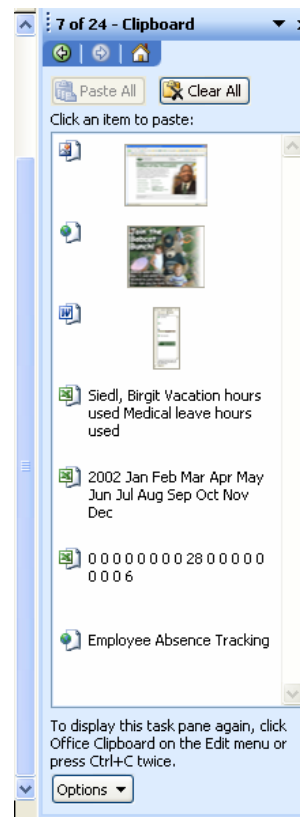 7 of 24 - Clipboard
Paste All
Clear All
Click an item to paste:
Join the
Bobcat
Bunch!
Siedl, Birgit Vacation hours
used Medical leave hours
used
2002 Jan Feb Mar Apr May
Jun Jul Aug Sep Oct Nov
Dec
0 0 0 0 0 0 0 0 28 0 0 0 0 0
0 0 0 6
Employee Absence Tracking
To display this task pane again, click
Office Clipboard on the Edit menu or
press Ctrl+C twice.
Options